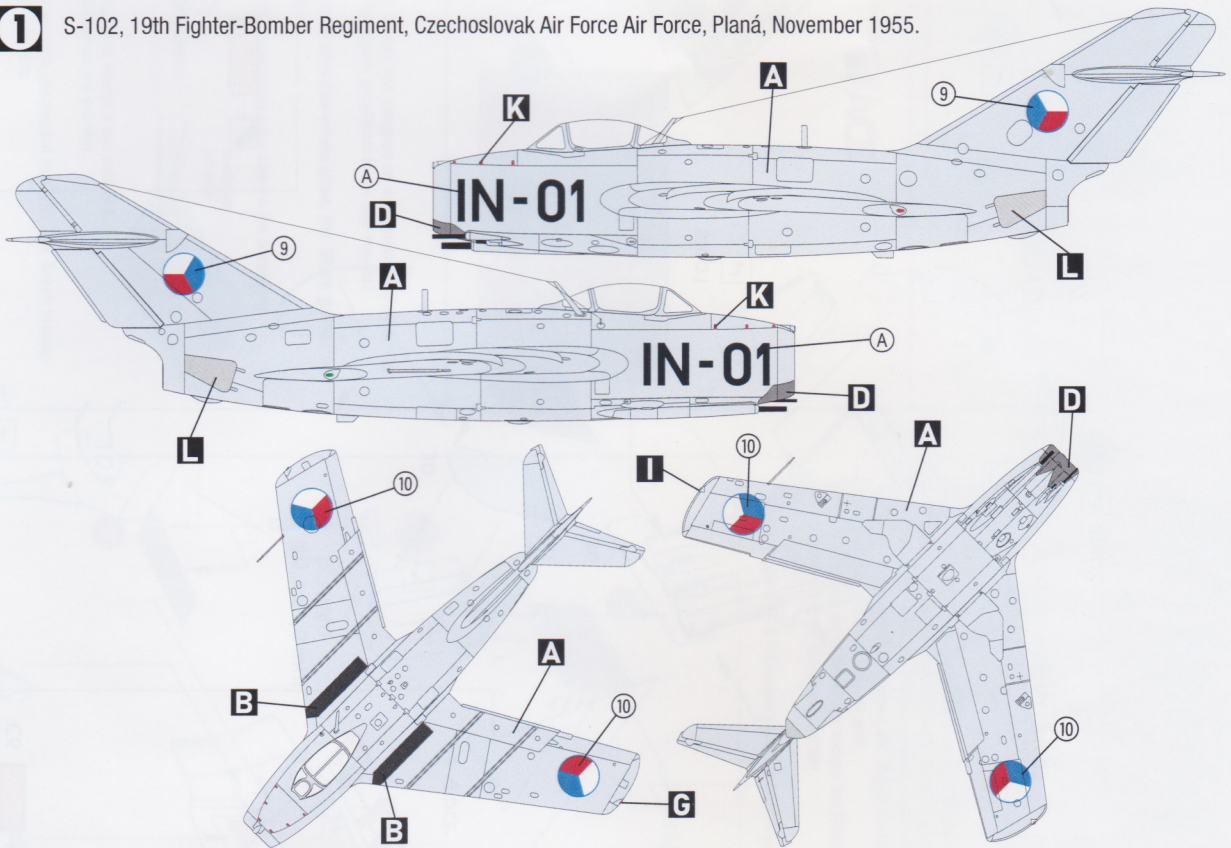 1 S-102, 19th Fighter-Bomber Regiment, Czechoslovak Air Force Air Force, Planá, November 1955.
A
9
K
A
IN-01
D
L
9
A
K
A
IN-01
D
L
10
A
D
I
10
A
B
10
10
G
B